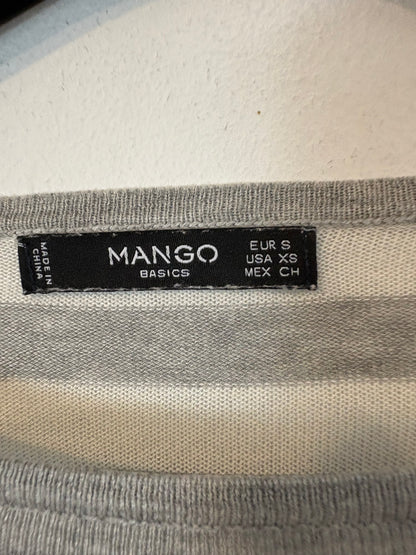 MADE IN
CHINA
MANGO
BASICS
EUR S
USA XS
MEX CH